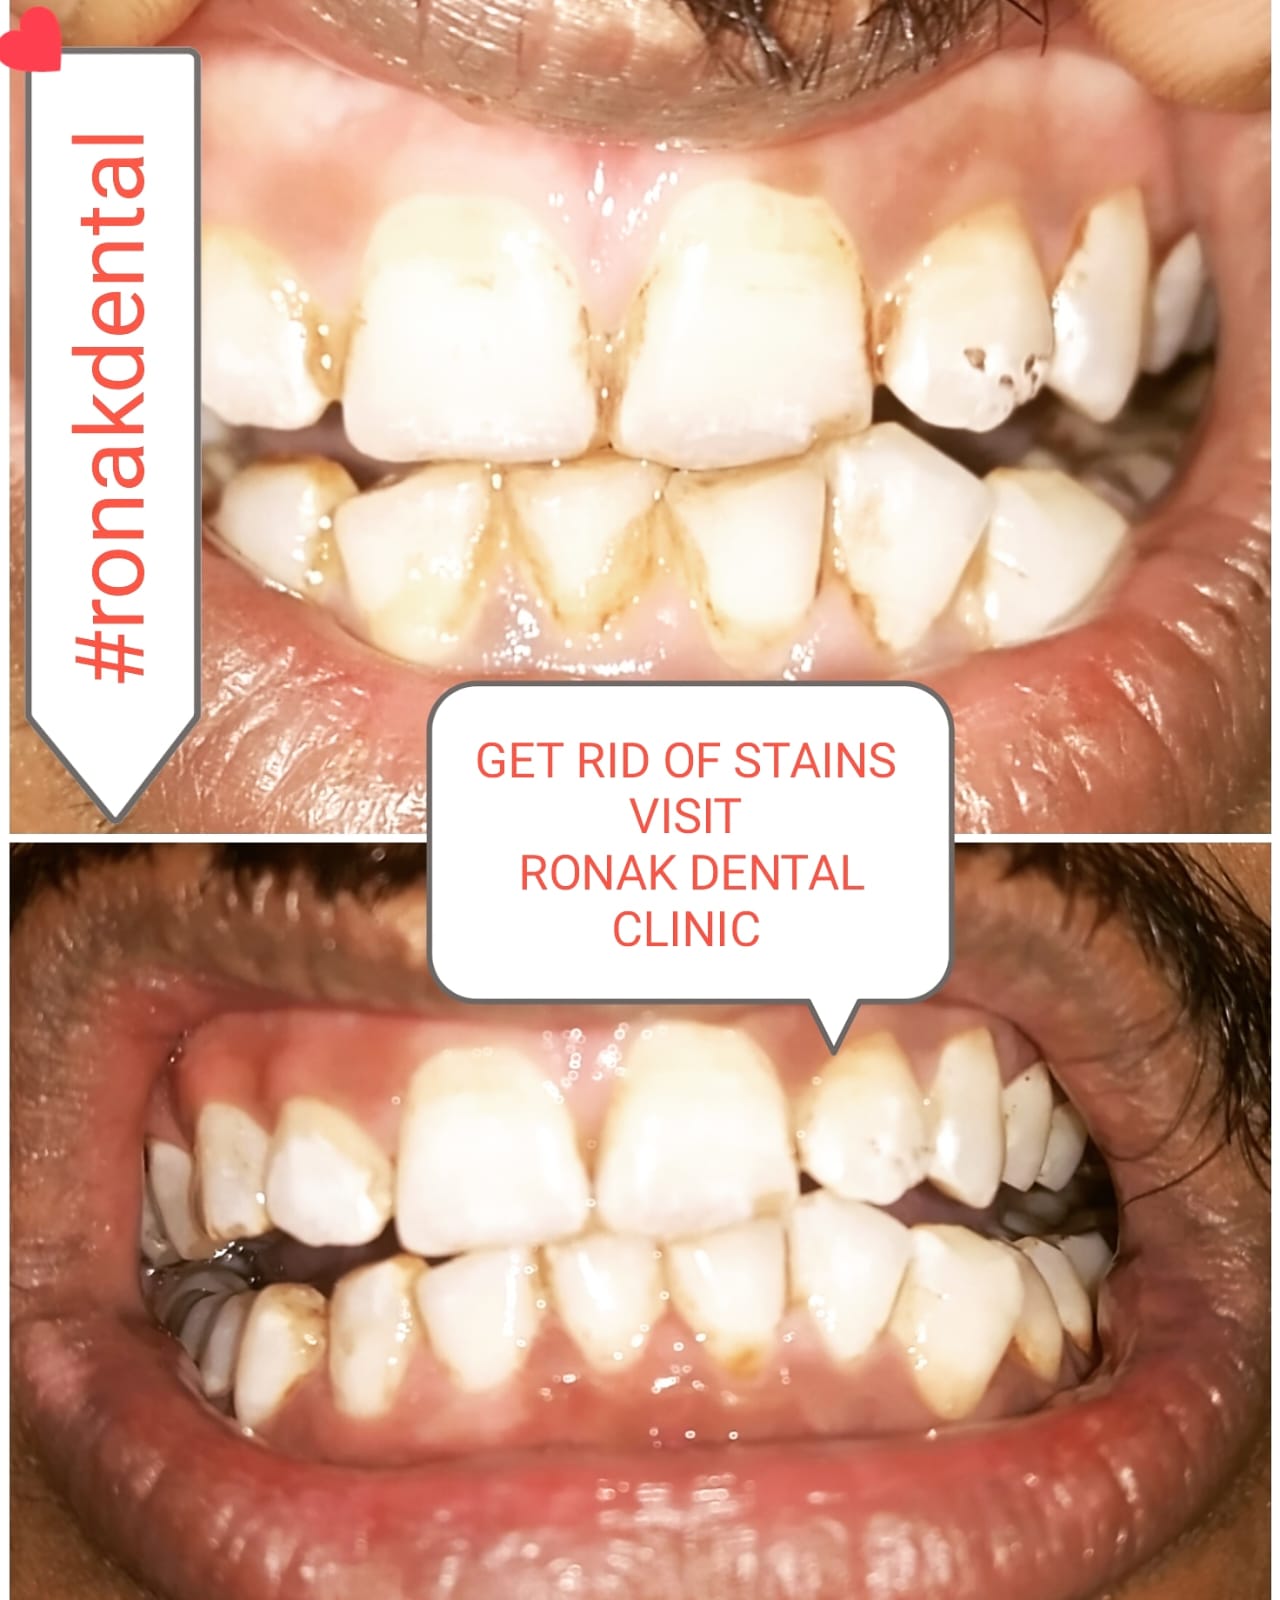 #ronakdental
GET RID OF STAINS
VISIT
RONAK DENTAL
CLINIC